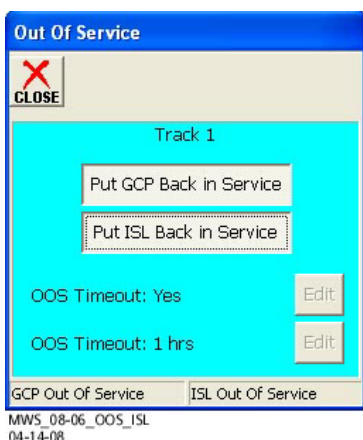 Out Of Service
CLOSE
Track 1
Put GCP Back in Service
Put ISL Back in Service
OOS Timeout: Yes
Edit
OOS Timeout: 1 hrs
Edit
GCP Out Of Service
ISL Out Of Service
MWS_08-06_OOS_ISL
04-14-08